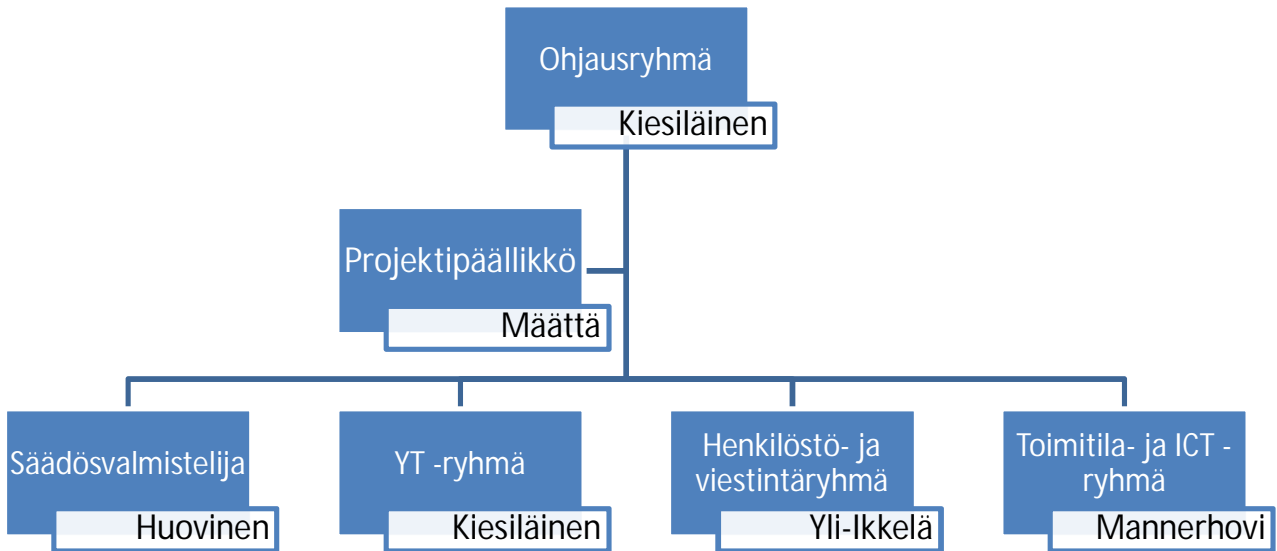 Ohjausryhmä
Kiesiläinen
Projektipäällikkö
Määttä
Säädösvalmistelija
Huovinen
YT -ryhmä
Kiesiläinen
Henkilöstö- ja
viestintäryhmä
Yli-Ikkelä
Toimitila- ja ICT -
ryhmä
Mannerhovi